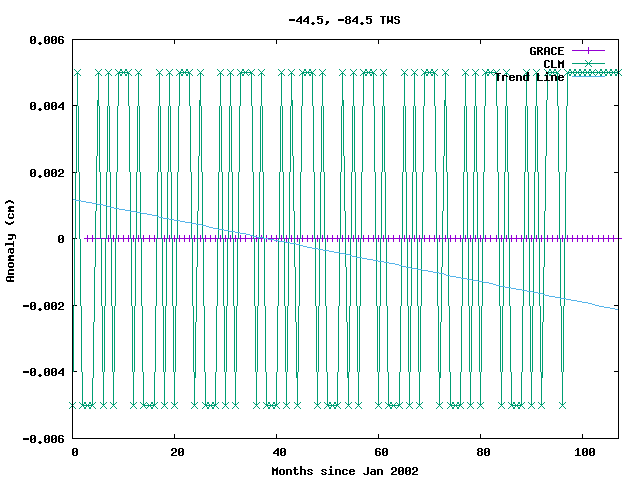 -44.5, -84.5 TWS
0.006
0.004
0.002
0
-0.002
-0.004
-0.006
Anomaly (cm)
GRACE
CLM
Trend Line
0 20 40 60 80 100
Months since Jan 2002